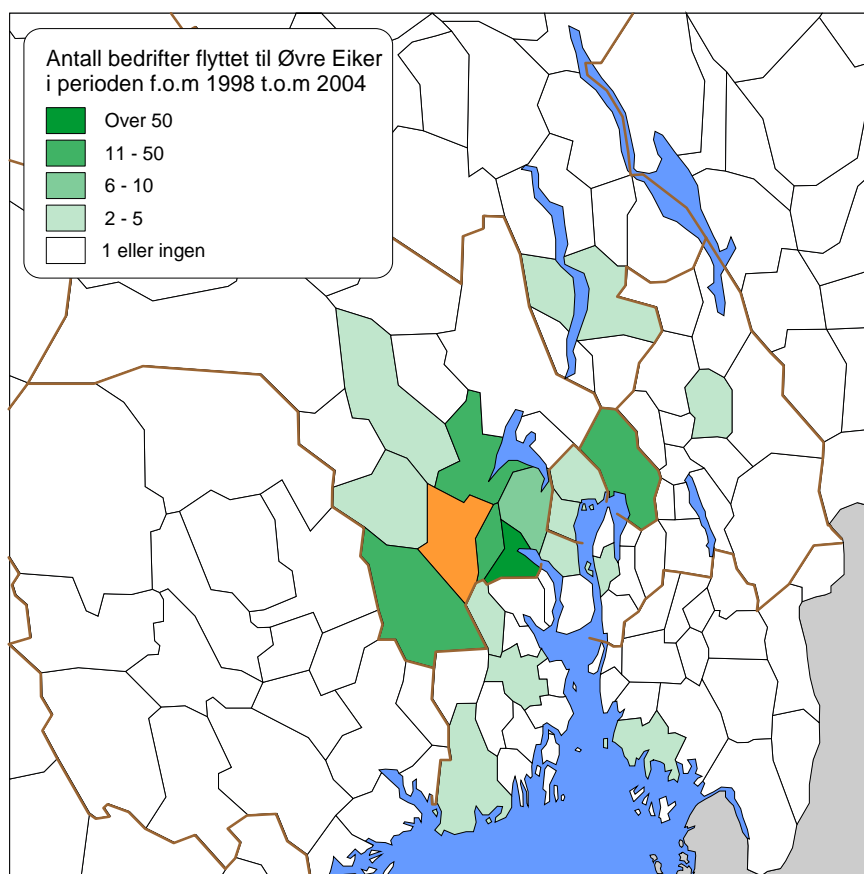 Antall bedrifter flyttet til Øvre Eiker
i perioden f.o.m 1998 t.o.m 2004
Over 50
11 - 50
6 - 10
2 - 5
1 eller ingen